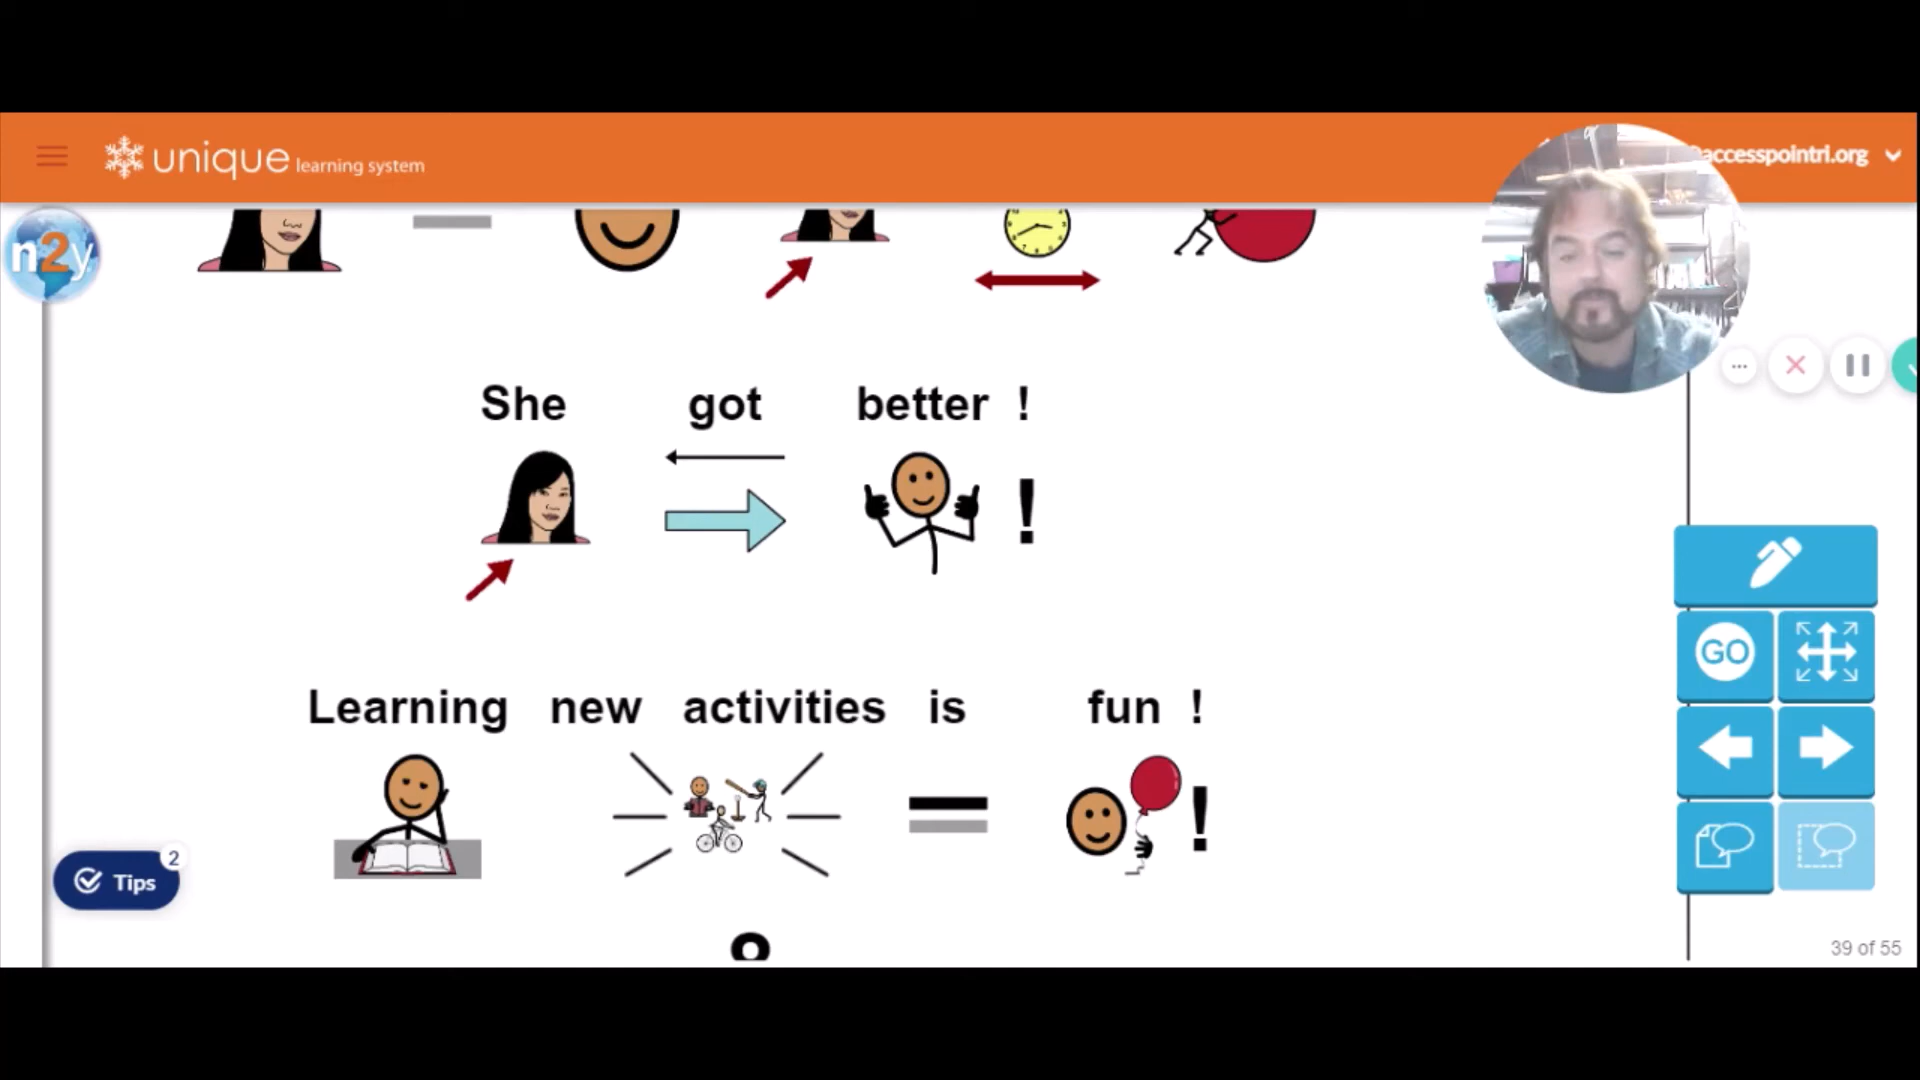 unique learning system
accesspointri.org
n2y
She got better !
!
Learning new activities is fun !
!
GO
Tips
2
39 of 55